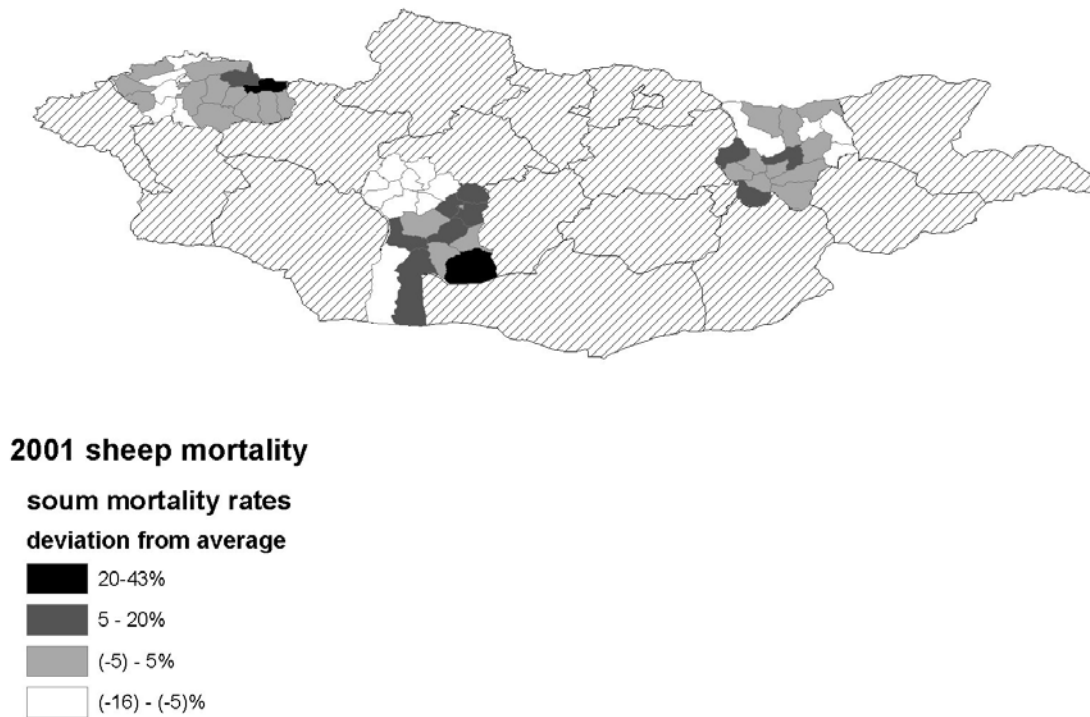 2001 sheep mortality
soum mortality rates
deviation from average
20-43%
5 - 20%
(-5) - 5%
(-16) - (-5)%